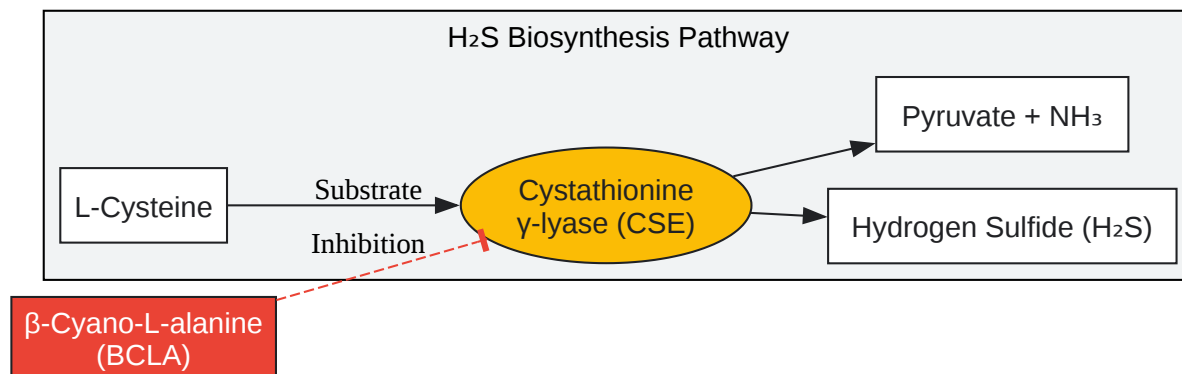 H₂S Biosynthesis Pathway
Pyruvate + NH₃
L-Cysteine
Substrate
Cystathionine
γ-lyase (CSE)
Hydrogen Sulfide (H₂S)
Inhibition
β-Cyano-L-alanine
(BCLA)